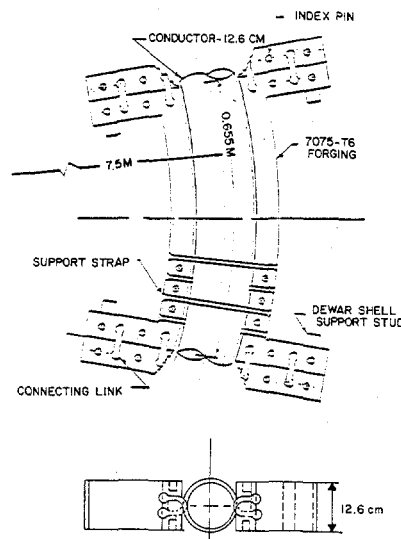 – INDEX PIN
CONDUCTOR-12.6 CM
0.655 M
7075-T6
FORGING
7.5M
SUPPORT STRAP
DEWAR SHELL
SUPPORT STUD
CONNECTING LINK
12.6 cm